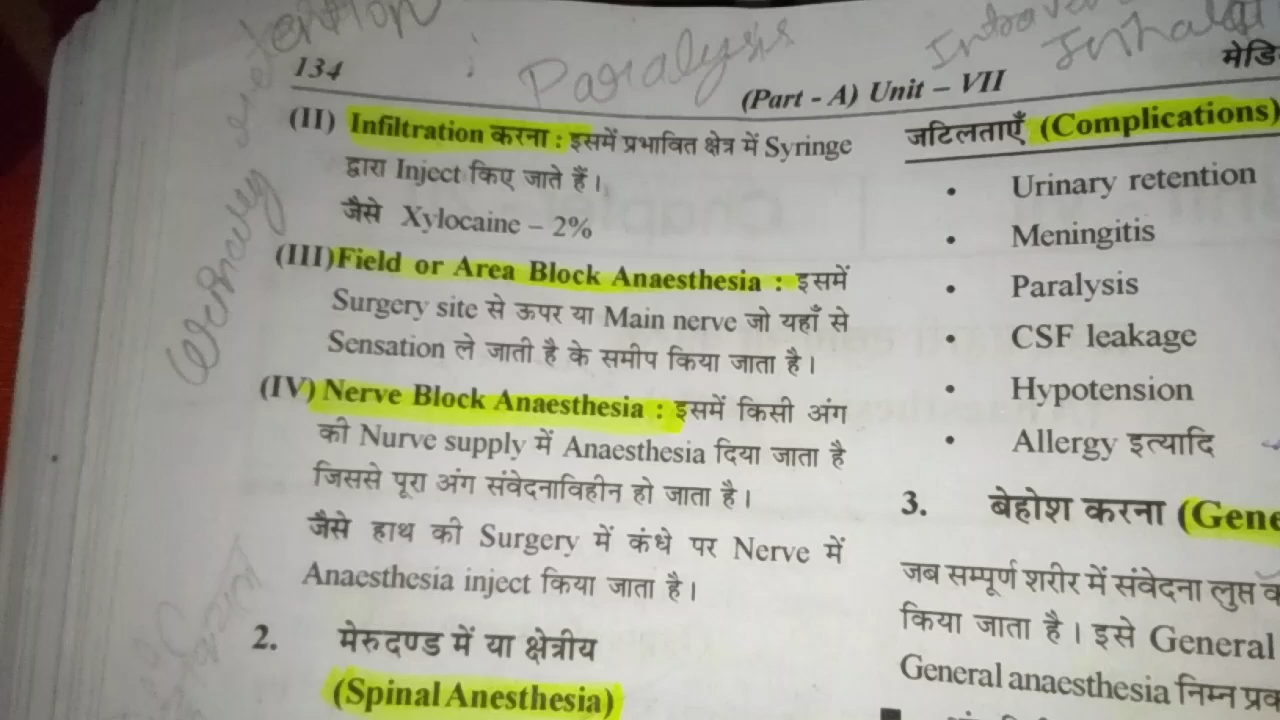 Paralysis
134
(Part - A) Unit – VII
(II) Infiltration करना : इसमें प्रभावित क्षेत्र में Syringe
द्वारा Inject किए जाते हैं।
जैसे Xylocaine – 2%
(III) Field or Area Block Anaesthesia : इसमें
Surgery site से ऊपर या Main nerve जो यहाँ से
Sensation ले जाती है के समीप किया जाता है।
(IV) Nerve Block Anaesthesia : इसमें किसी अंग
की Nurve supply में Anaesthesia दिया जाता है
जिससे पूरा अंग संवेदनाविहीन हो जाता है।
जैसे हाथ की Surgery में कंधे पर Nerve में
Anaesthesia inject किया जाता है।
2. मेरुदण्ड में या क्षेत्रीय
(Spinal Anesthesia)
मेडि
जटिलताएँ (Complications)
• Urinary retention
• Meningitis
• Paralysis
• CSF leakage
• Hypotension
• Allergy इत्यादि
3. बेहोश करना (Gene
जब सम्पूर्ण शरीर में संवेदना लुप्त
किया जाता है। इसे General
General anaesthesia निम्न प्रक